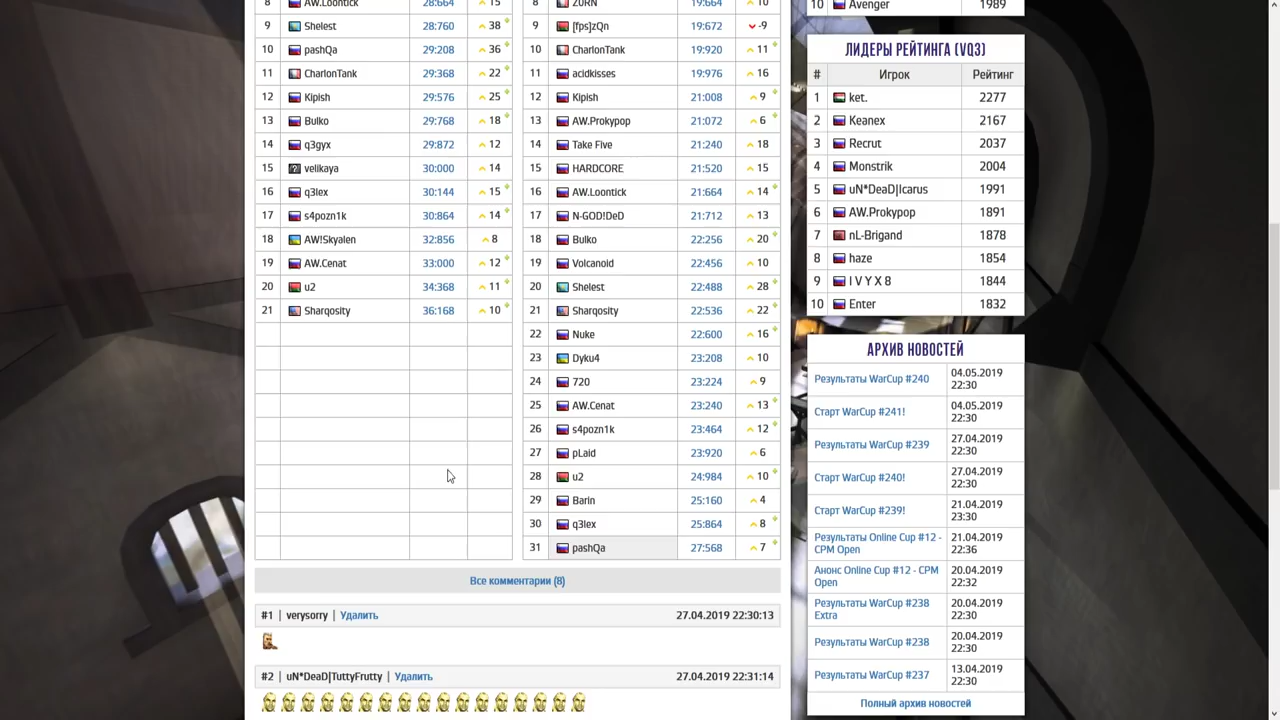 8 AW.Loontick 28:664 15
9 Shelest 28:760 38
10 pashQa 29:208 36
11 CharlonTank 29:368 22
12 Kipish 29:576 25
13 Bulko 29:768 18
14 q3gyx 29:872 12
15 velikaya 30:000 14
16 q3lex 30:144 15
17 s4pozn1k 30:864 14
18 AW!Skyalen 32:856 8
19 AW.Cenat 33:000 12
20 u2 34:368 11
21 Sharqosity 36:168 10
8 Z0RN 19:664 10
9 [fps]zQn 19:672 -9
10 CharlonTank 19:920 11
11 acidkisses 19:976 16
12 Kipish 21:008 9
13 AW.Prokypop 21:072 6
14 Take Five 21:240 18
15 HARDCORE 21:520 15
16 AW.Loontick 21:664 14
17 N-GOD!DeD 21:712 13
18 Bulko 22:256 20
19 Volcanoid 22:456 10
20 Shelest 22:488 28
21 Sharqosity 22:536 22
22 Nuke 22:600 16
23 Dyku4 23:208 10
24 720 23:224 9
25 AW.Cenat 23:240 13
26 s4pozn1k 23:464 12
27 pLaid 23:920 6
28 u2 24:984 10
29 Barin 25:160 4
30 q3lex 25:864 8
31 pashQa 27:568 7
Все комментарии (8)
#1 | verysorry | Удалить 27.04.2019 22:30:13
#2 | uN*DeaD|TuttyFrutty | Удалить 27.04.2019 22:31:14
10 Avenger 1989
ЛИДЕРЫ РЕЙТИНГА (VQ3)
# Игрок Рейтинг
1 ket. 2277
2 Keanex 2167
3 Recrut 2037
4 Monstrik 2004
5 uN*DeaD|Icarus 1991
6 AW.Prokypop 1891
7 nL-Brigand 1878
8 haze 1854
9 I V Y X 8 1844
10 Enter 1832
АРХИВ НОВОСТЕЙ
Результаты WarCup #240 04.05.2019
22:30
Старт WarCup #241! 04.05.2019
22:30
Результаты WarCup #239 27.04.2019
22:30
Старт WarCup #240! 27.04.2019
22:30
Старт WarCup #239! 21.04.2019
23:30
Результаты Online Cup #12 - 21.04.2019
CPM Open 22:36
Анонс Online Cup #12 - CPM 20.04.2019
Open 22:32
Результаты WarCup #238 20.04.2019
Extra 22:30
Результаты WarCup #238 20.04.2019
22:30
Результаты WarCup #237 13.04.2019
22:30
Полный архив новостей